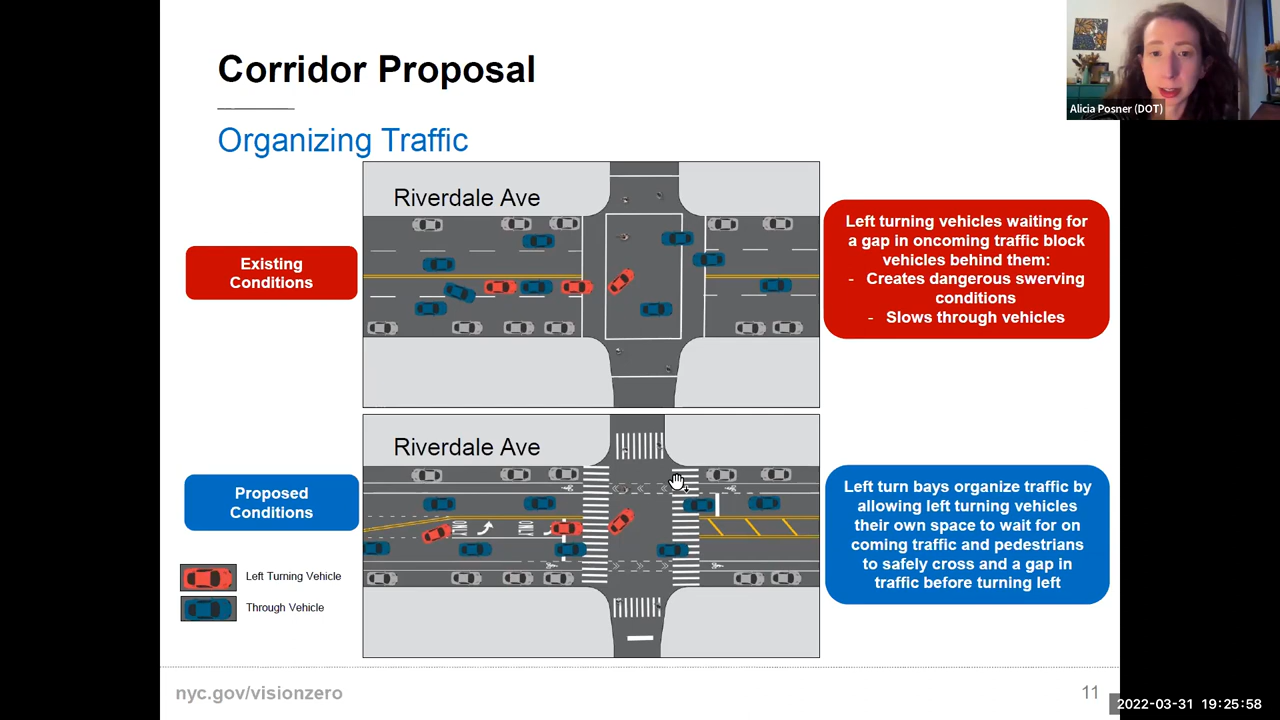 Corridor Proposal
Organizing Traffic
Alicia Posner (DOT)
Riverdale Ave
Existing
Conditions
Left turning vehicles waiting for
a gap in oncoming traffic block
vehicles behind them:
- Creates dangerous swerving
conditions
- Slows through vehicles
Riverdale Ave
Proposed
Conditions
ONLY
ONLY
Left turn bays organize traffic by
allowing left turning vehicles
their own space to wait for on
coming traffic and pedestrians
to safely cross and a gap in
traffic before turning left
Left Turning Vehicle
Through Vehicle
nyc.gov/visionzero
11
2022-03-31 19:25:58